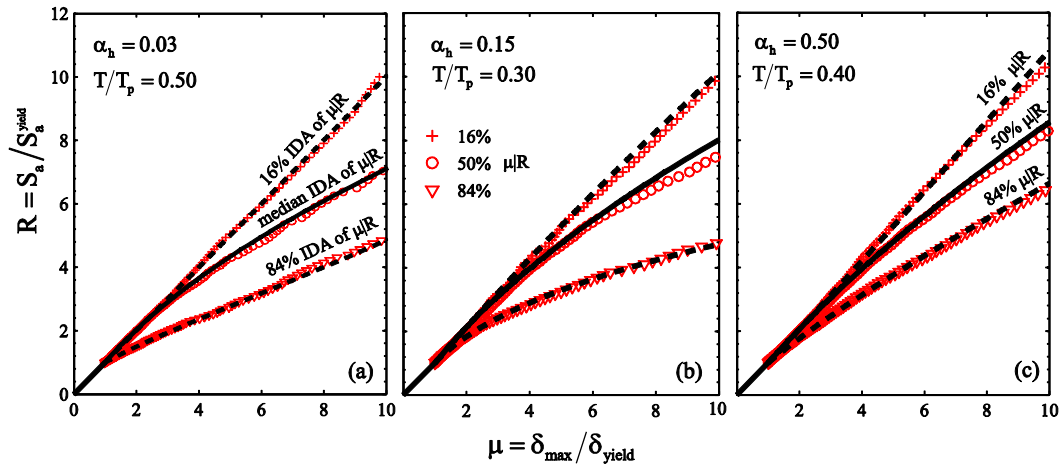 12
10
8
6
4
2
0
R = S_a / S_a^yield
α_h = 0.03
T/T_p = 0.50
16% IDA of μ|R
median IDA of μ|R
84% IDA of μ|R
(a)
0 2 4 6 8 10
α_h = 0.15
T/T_p = 0.30
16%
50% μ|R
84%
(b)
2 4 6 8 10
α_h = 0.50
T/T_p = 0.40
16% μ|R
50% μ|R
84% μ|R
(c)
2 4 6 8 10
μ = δ_max / δ_yield